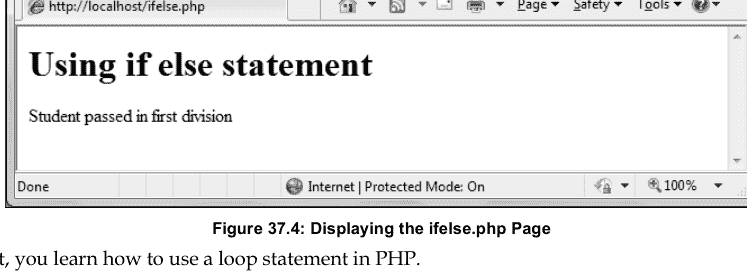 http://localhost/ifelse.php Page Safety Tools
Using if else statement
Student passed in first division
Done Internet | Protected Mode: On 100%
Figure 37.4: Displaying the ifelse.php Page
t, you learn how to use a loop statement in PHP.